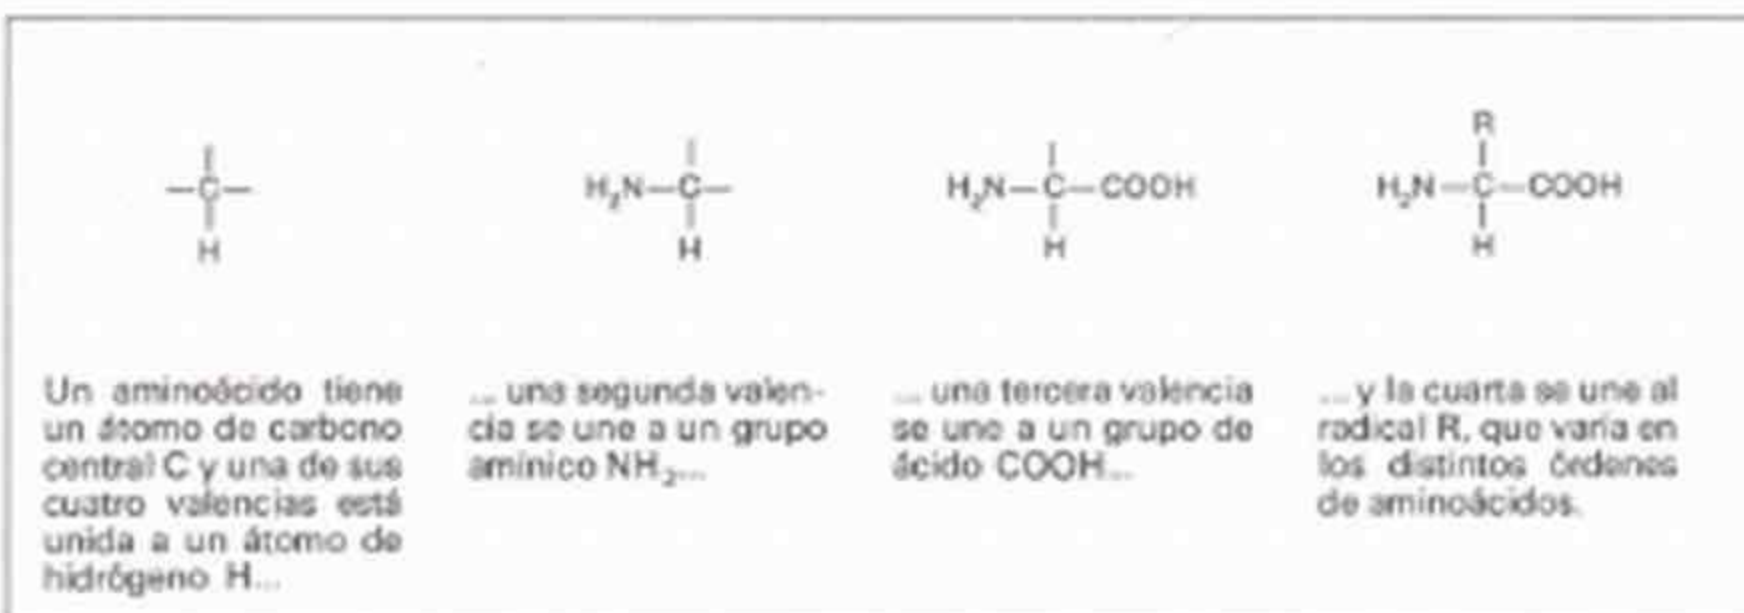 R
H₂N—C— H₂N—C—COOH H₂N—C—COOH
—C—
H H H H
Un aminoácido tiene
un átomo de carbono
central C y una de sus
cuatro valencias está
unida a un átomo de
hidrógeno H...
... una segunda valen-
cia se une a un grupo
amínico NH₂...
... una tercera valencia
se une a un grupo de
ácido COOH...
... y la cuarta se une al
radical R, que varía en
los distintos órdenes
de aminoácidos.